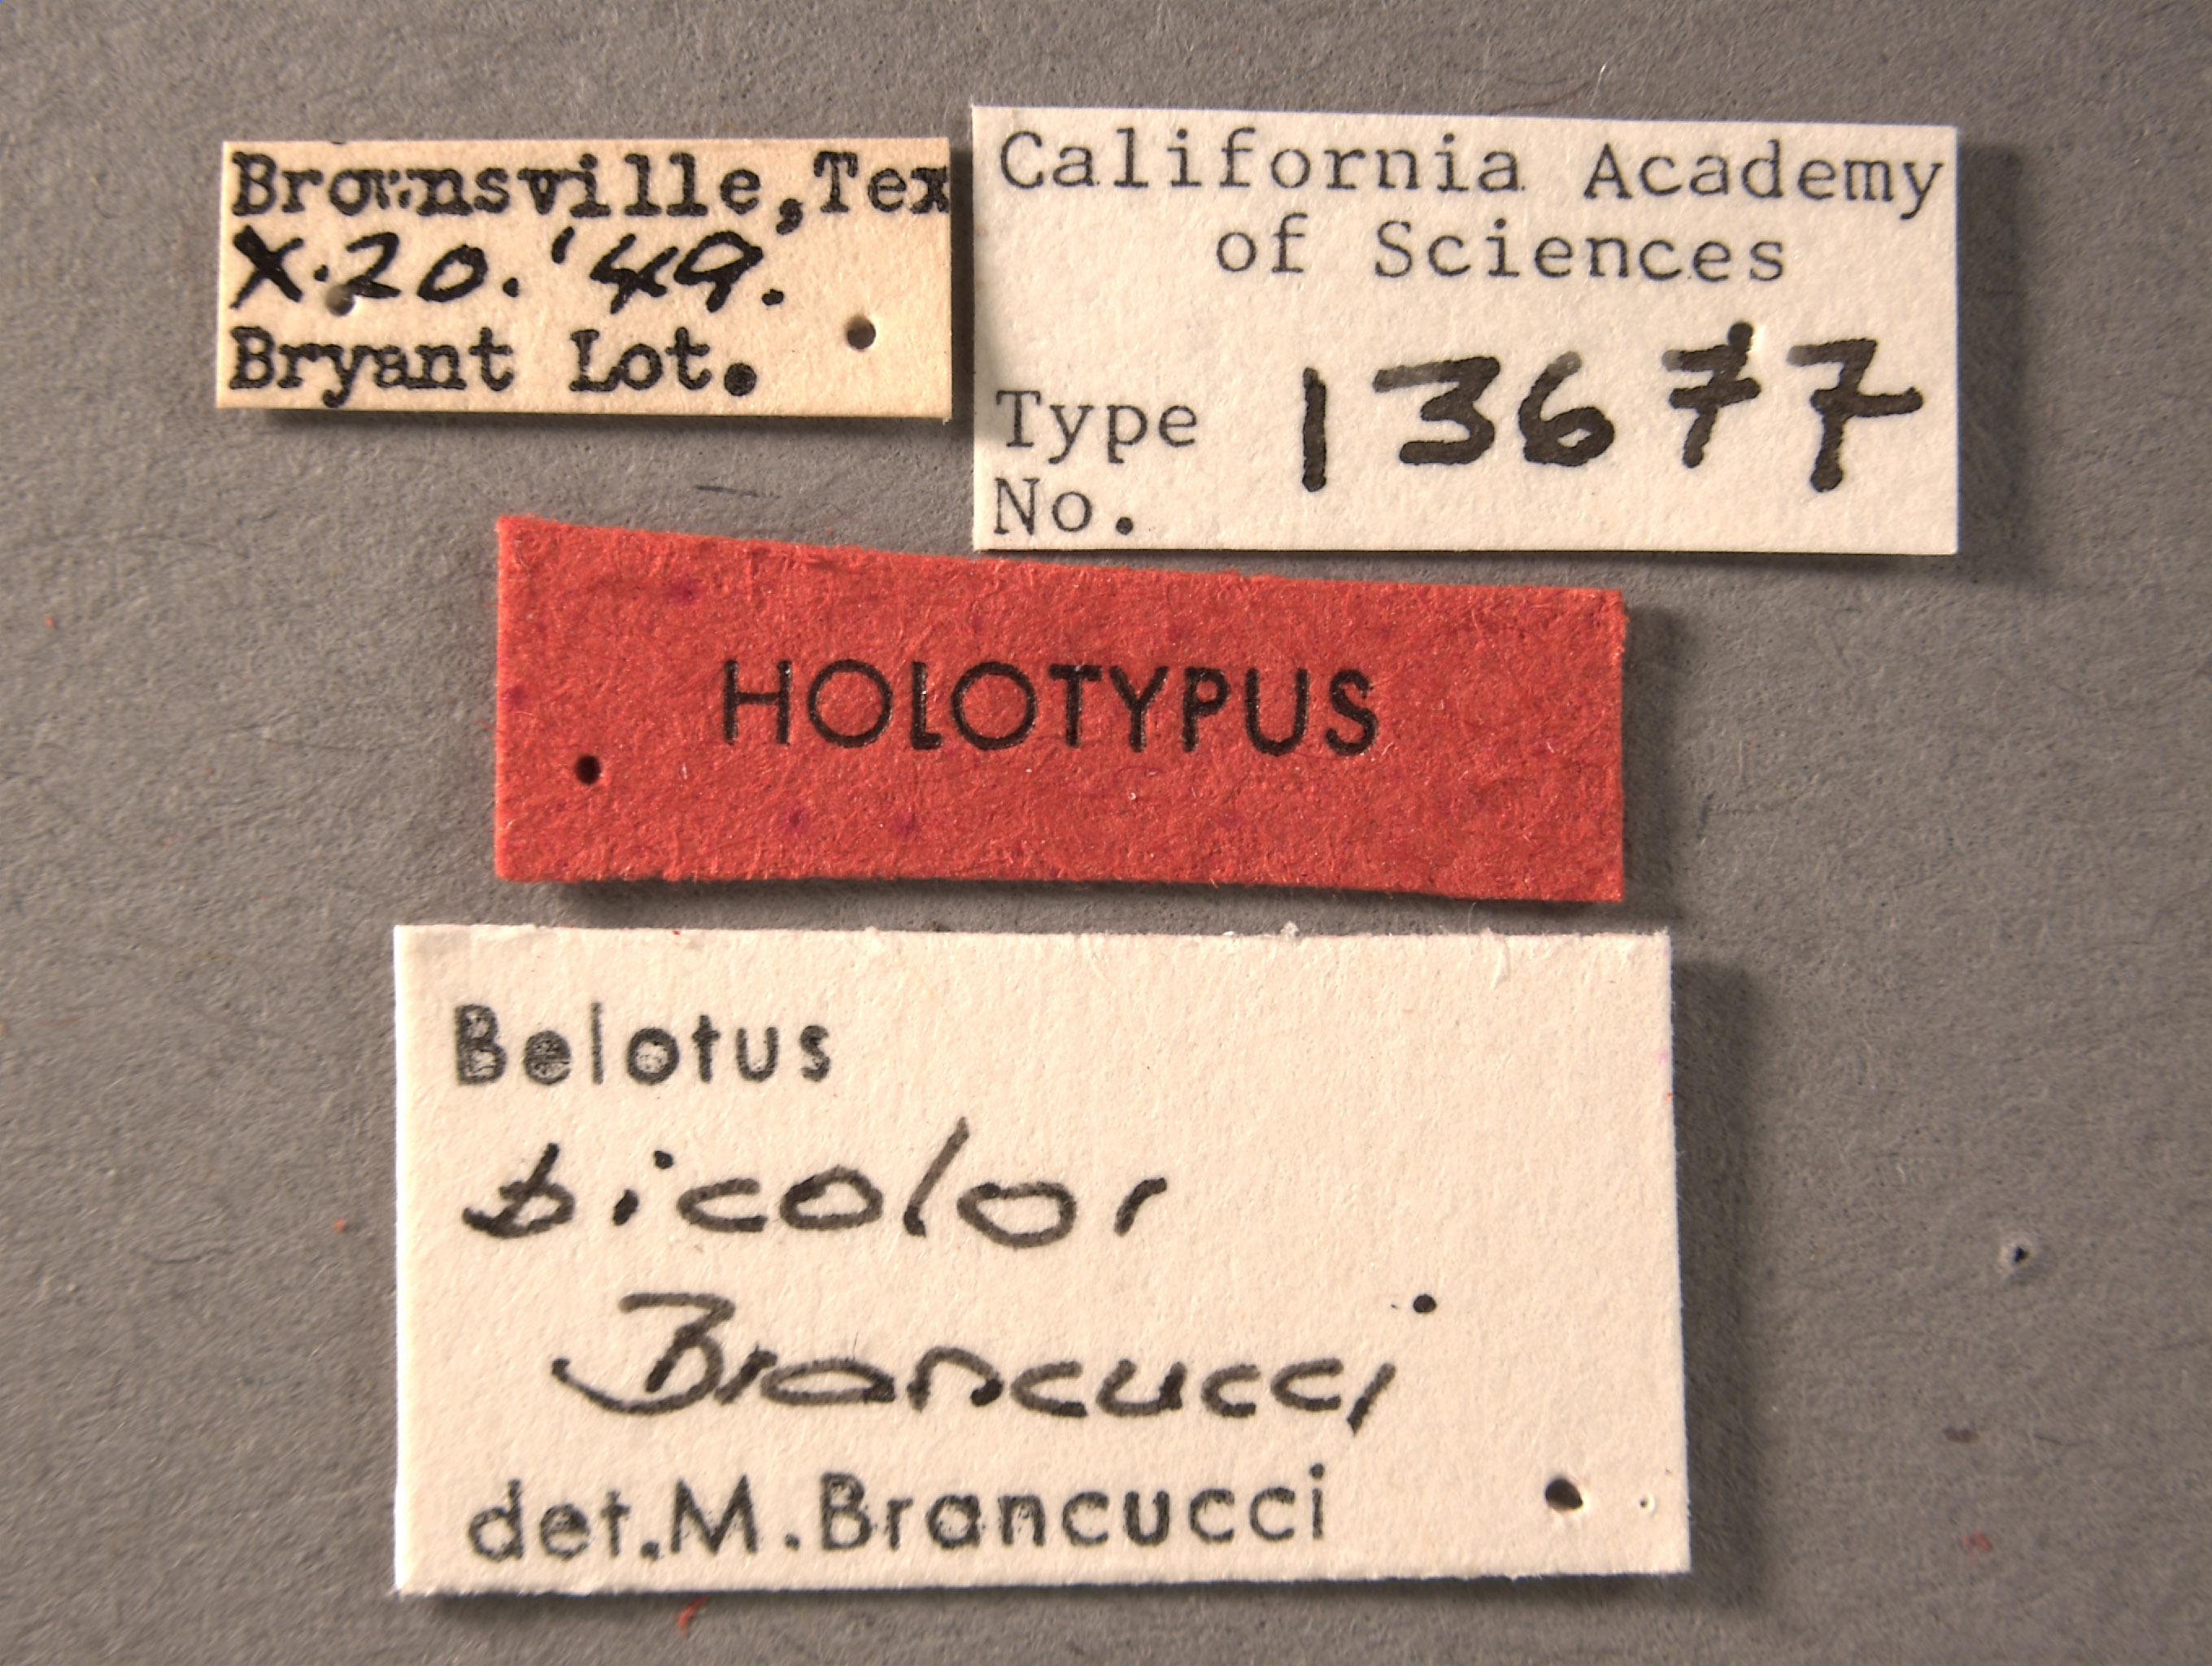 Brownsville, Tex
X.20.'49.
Bryant Lot.
California Academy
of Sciences
Type
No. 13677
HOLOTYPUS
Belotus
bicolor
Brancucci
det.M.Brancucci